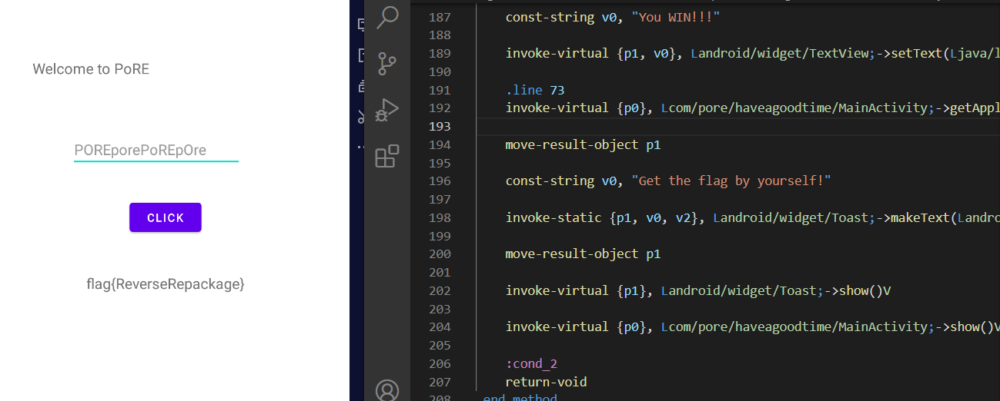 Welcome to PoRE
POREporePoREpOre
CLICK
flag{ReverseRepackage}
187 const-string v0, "You WIN!!!"
188
189 invoke-virtual {p1, v0}, Landroid/widget/TextView;->setText(Ljava/l
190
191 .line 73
192 invoke-virtual {p0}, Lcom/pore/haveagoodtime/MainActivity;->getAppl
193
194 move-result-object p1
195
196 const-string v0, "Get the flag by yourself!"
197
198 invoke-static {p1, v0, v2}, Landroid/widget/Toast;->makeText(Landro
199
200 move-result-object p1
201
202 invoke-virtual {p1}, Landroid/widget/Toast;->show()V
203
204 invoke-virtual {p0}, Lcom/pore/haveagoodtime/MainActivity;->show()V
205
206 :cond_2
207 return-void
208 end method